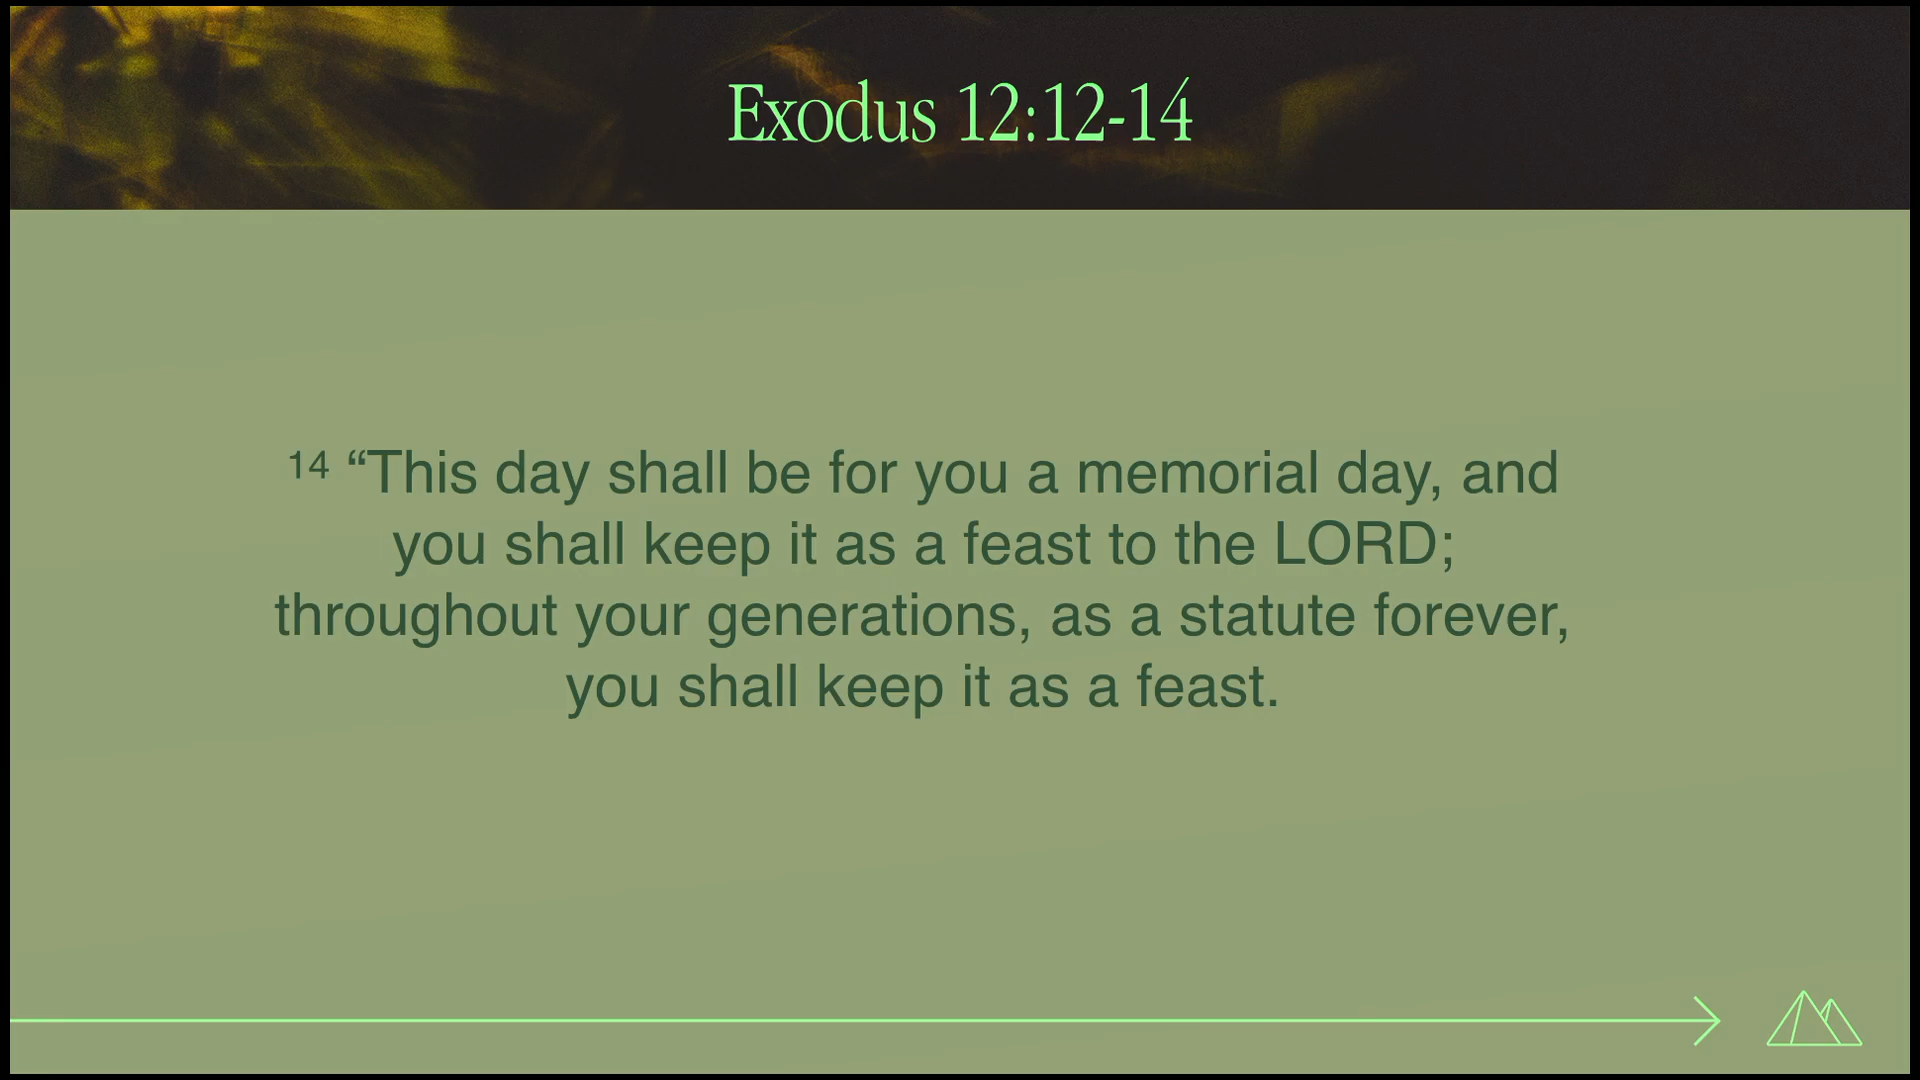 Exodus 12:12-14
14 “This day shall be for you a memorial day, and
you shall keep it as a feast to the LORD;
throughout your generations, as a statute forever,
you shall keep it as a feast.